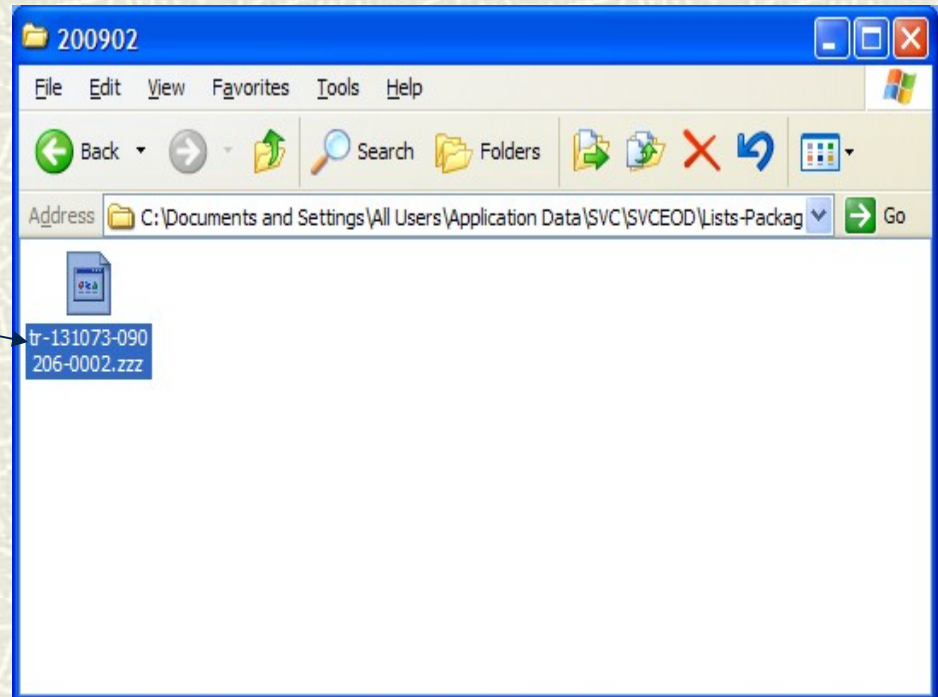 200902
File Edit View Favorites Tools Help
Back Search Folders
Address C:\Documents and Settings\All Users\Application Data\SVC\SVCEOD\Lists-Packag Go
tr-131073-090
206-0002.zzz